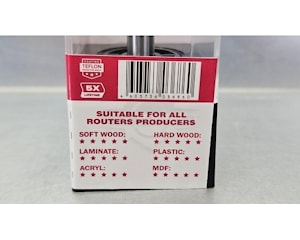 TEFLON
5X
SUITABLE FOR ALL
ROUTERS PRODUCERS
SOFT WOOD: HARD WOOD:
★ ★ ★ ★ ★ ★ ★ ★ ★ ★
LAMINATE: PLASTIC:
★ ★ ★ ★ ★ ★ ★ ★ ★ ★
ACRYL: MDF:
★ ★ ★ ★ ★ ★ ★ ★ ★ ★